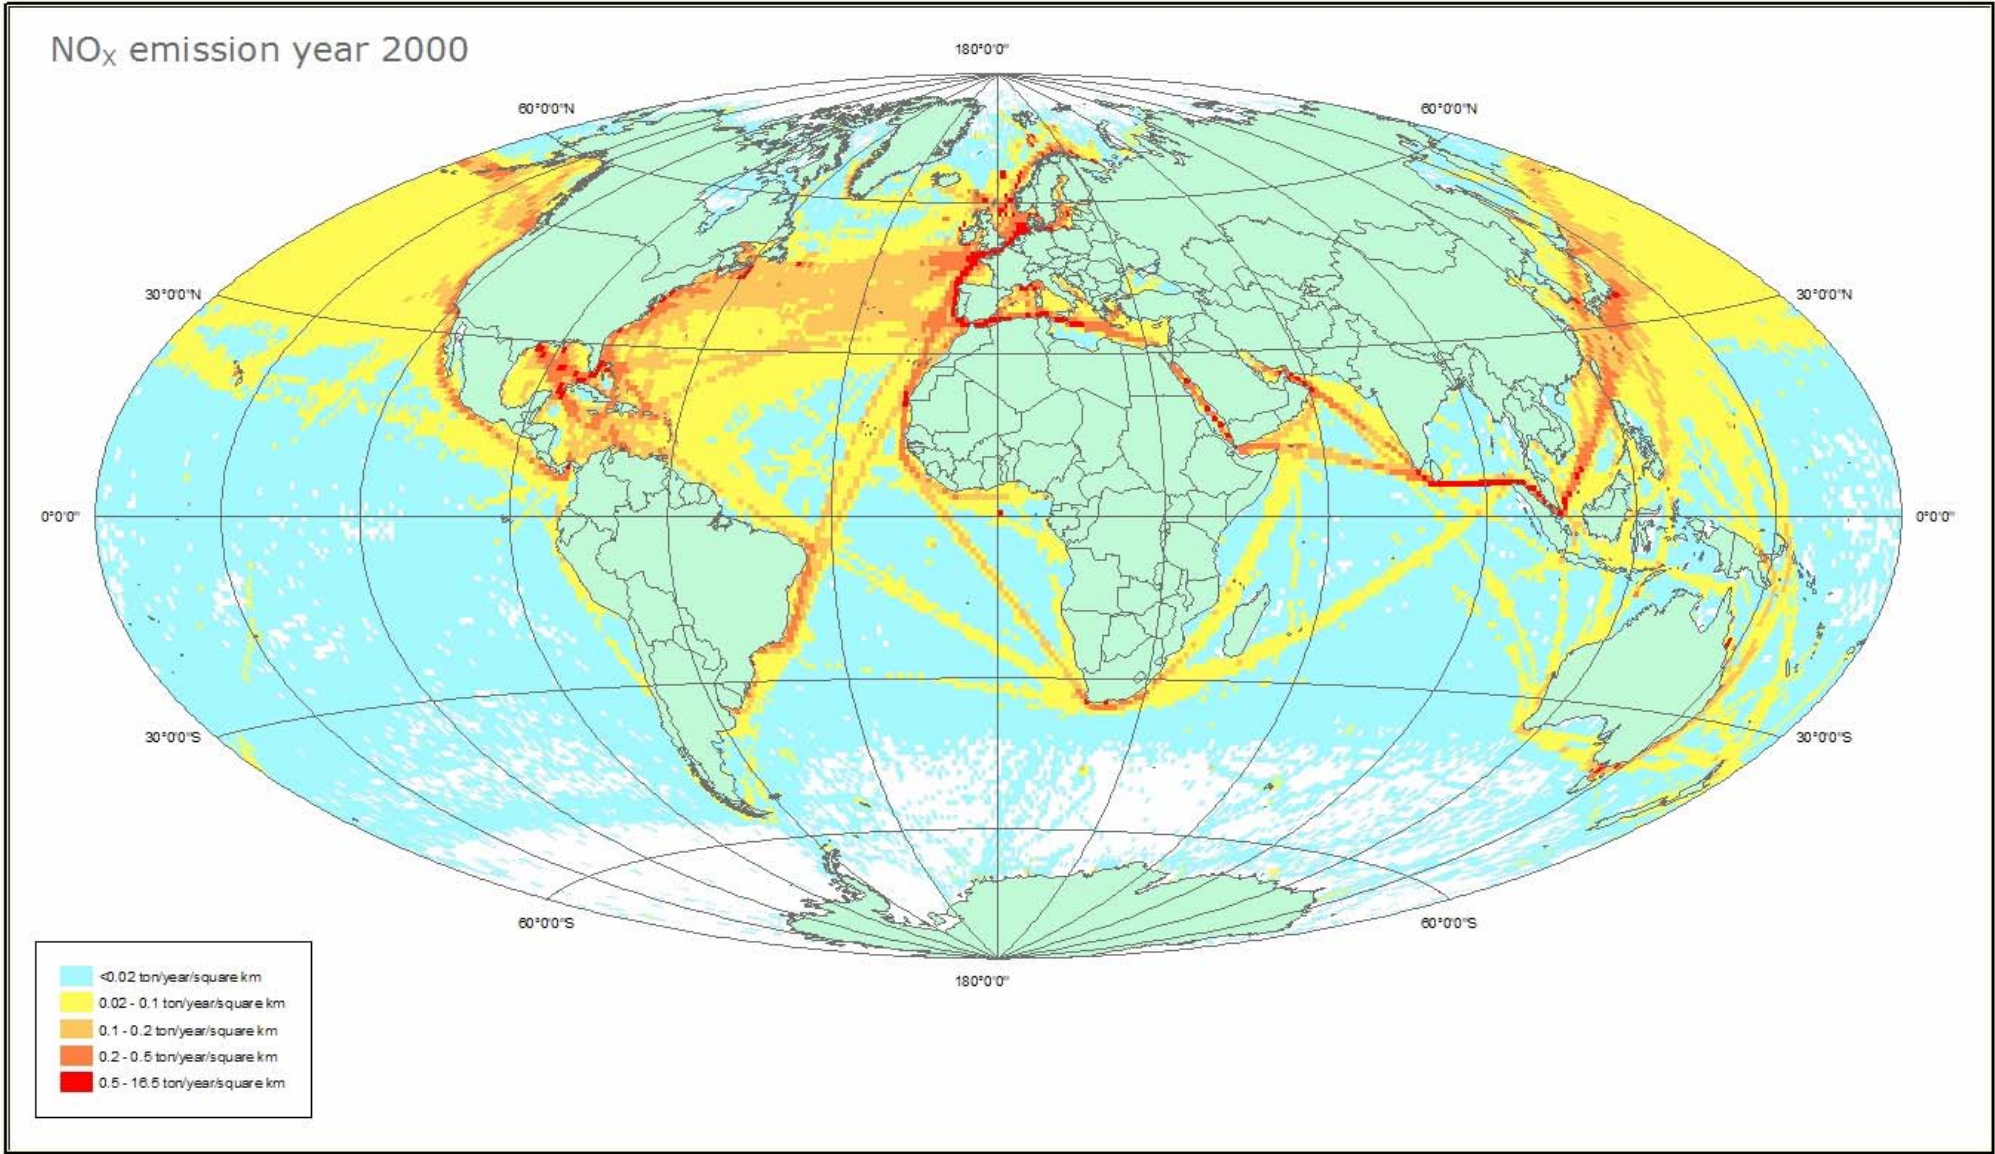 NOX emission year 2000
180°0'0"
60°0'0"N
60°0'0"N
30°0'0"N
30°0'0"N
0°0'0"
0°0'0"
30°0'0"S
30°0'0"S
60°0'0"S
60°0'0"S
180°0'0"
<0.02 ton/year/square km
0.02 - 0.1 ton/year/square km
0.1 - 0.2 ton/year/square km
0.2 - 0.5 ton/year/square km
0.5 - 16.5 ton/year/square km